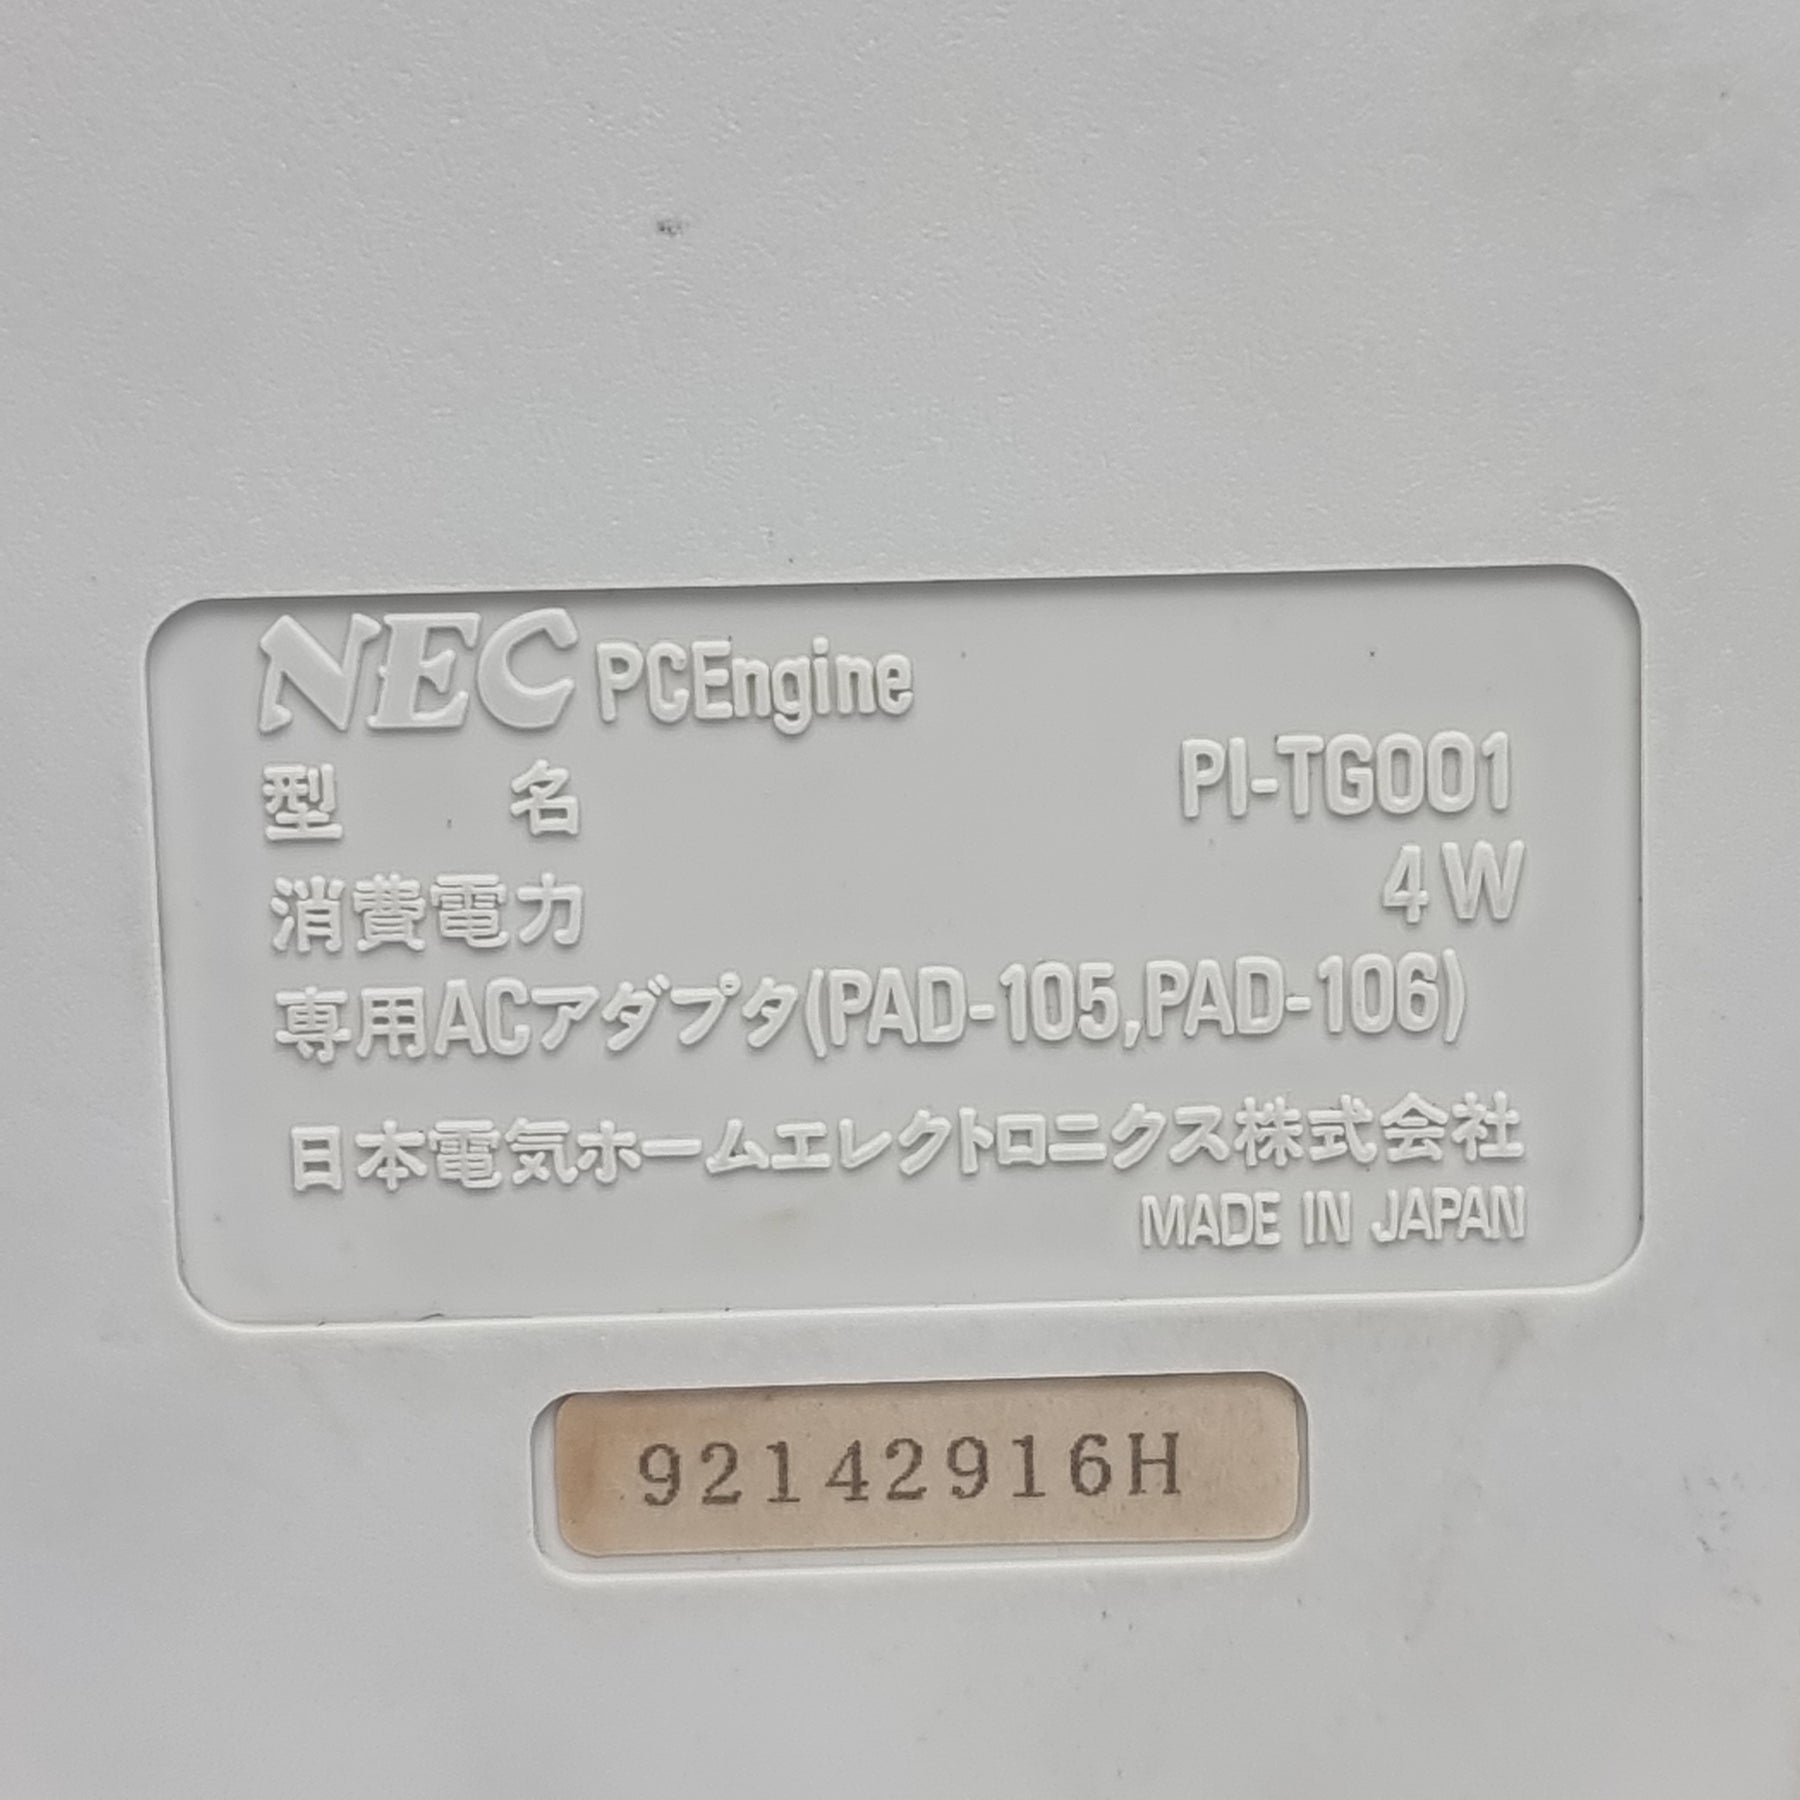 NEC PCEngine
型 名 PI-TG001
消費電力 4W
専用ACアダプタ(PAD-105,PAD-106)
日本電気ホームエレクトロニクス株式会社
MADE IN JAPAN
92142916H